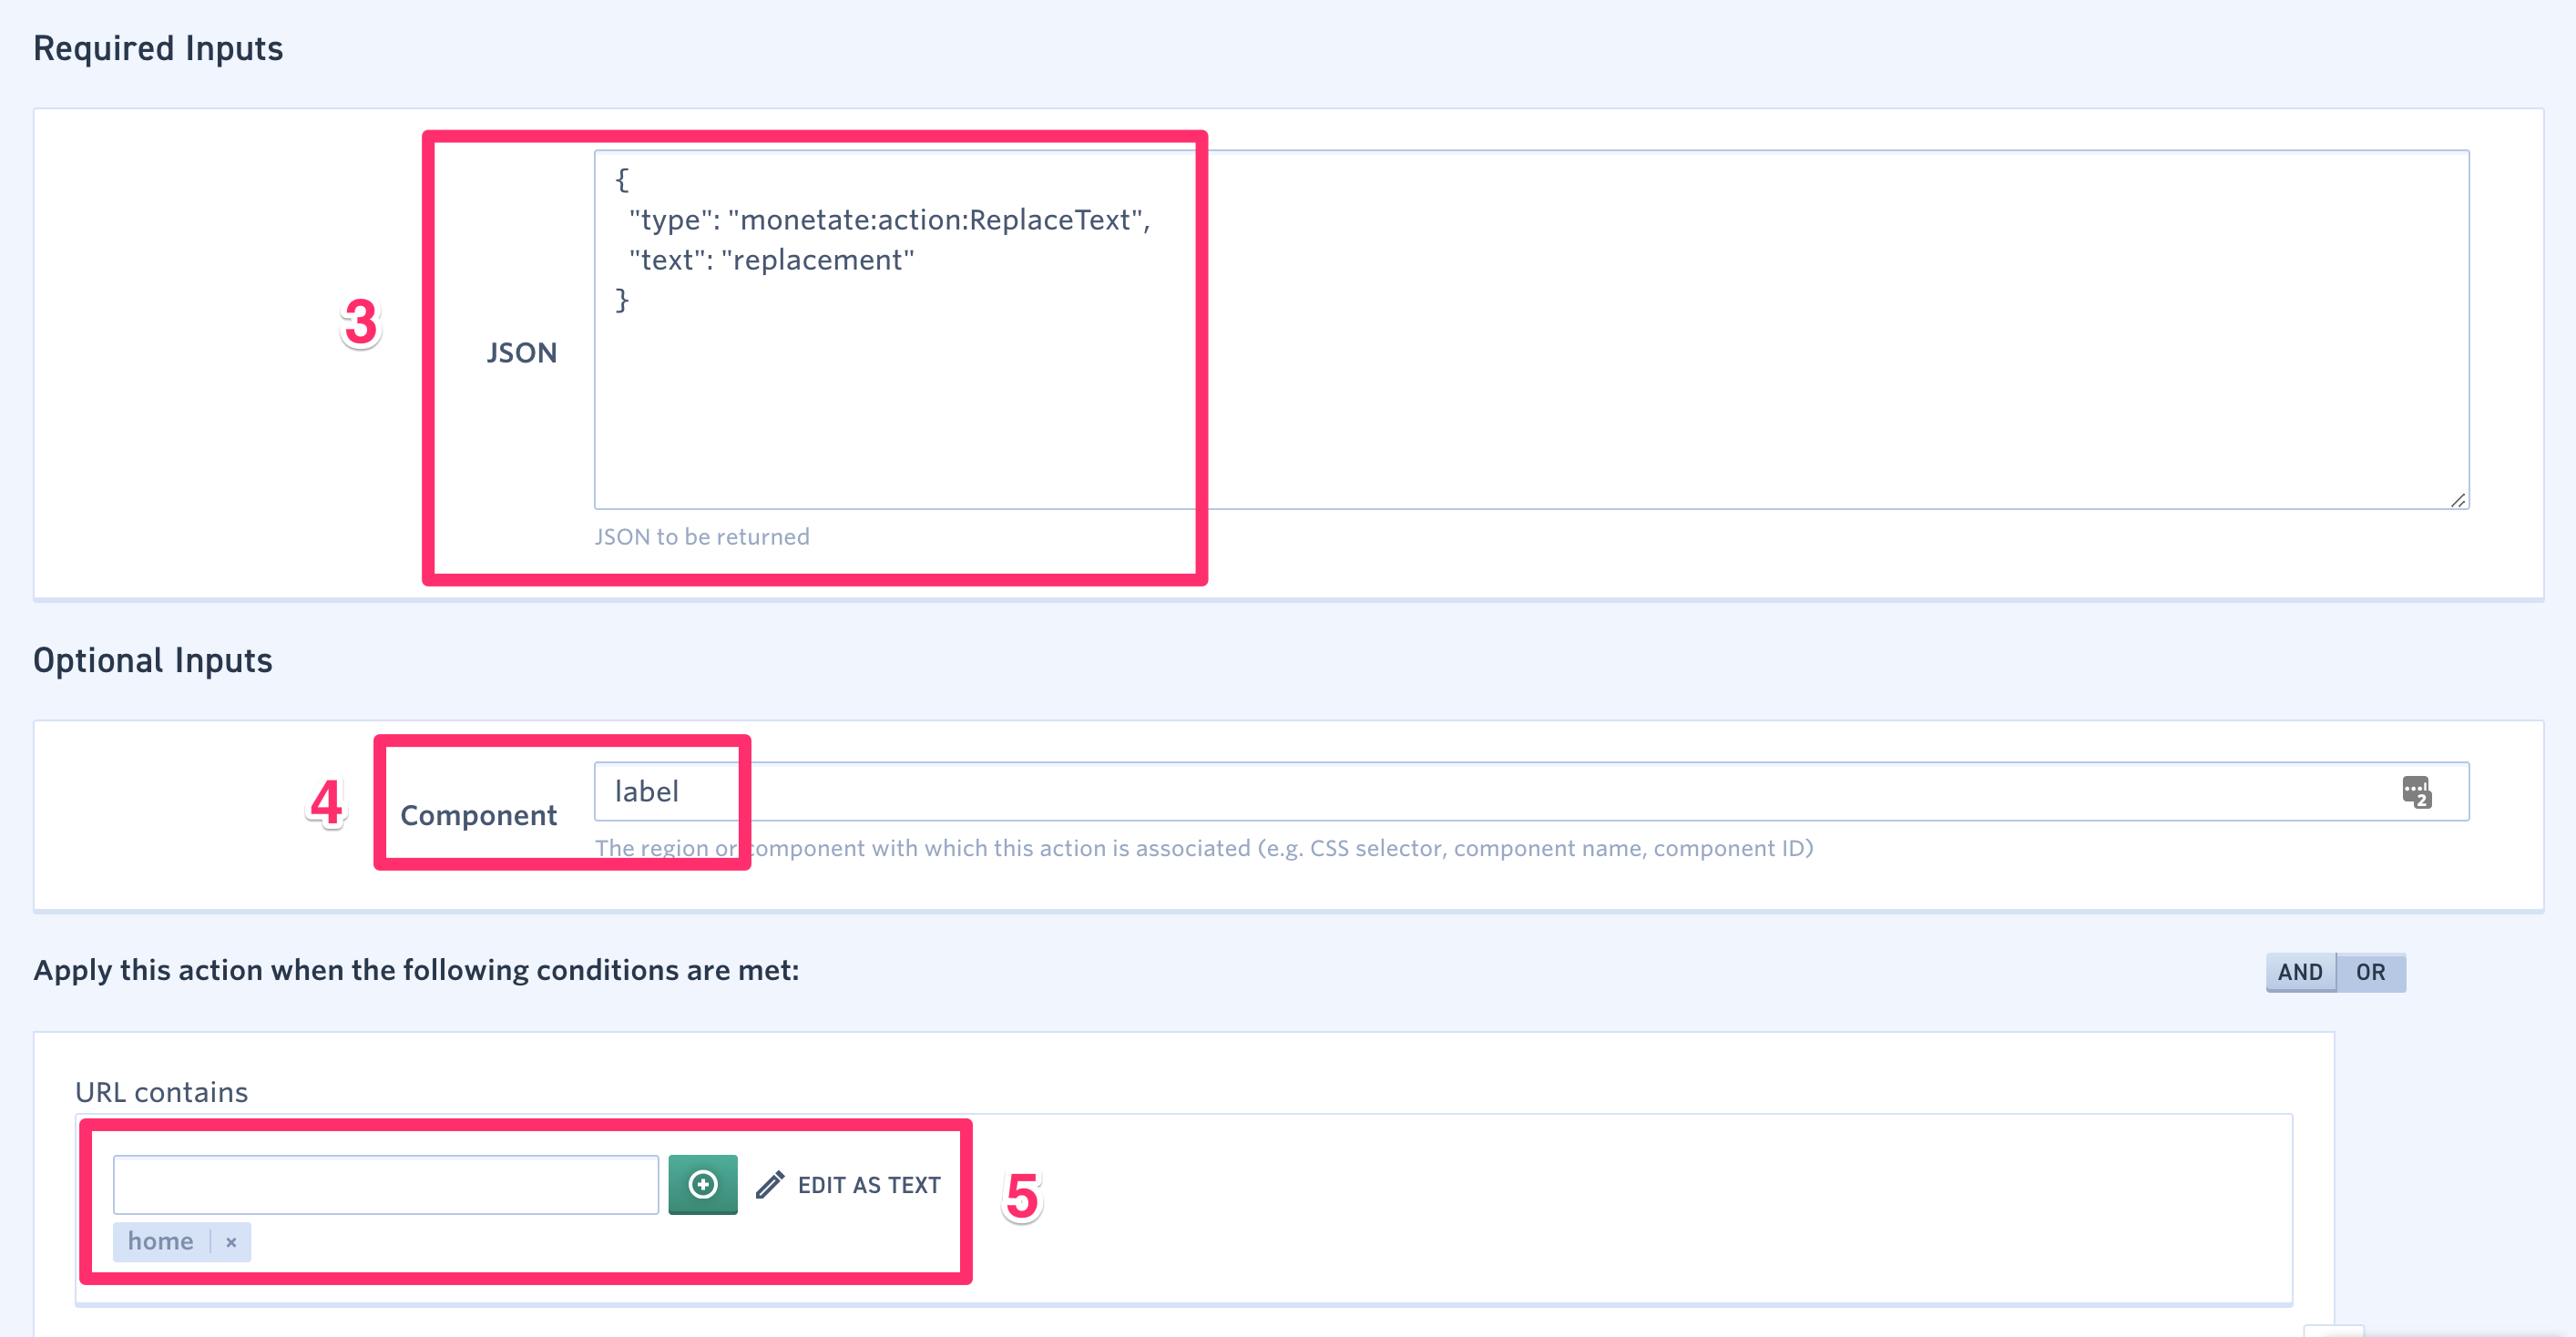 Required Inputs
3
JSON
{
"type": "monetate:action:ReplaceText",
"text": "replacement"
}
JSON to be returned
Optional Inputs
4
Component
label
2
The region or component with which this action is associated (e.g. CSS selector, component name, component ID)
Apply this action when the following conditions are met:
AND OR
URL contains
EDIT AS TEXT
5
home ×